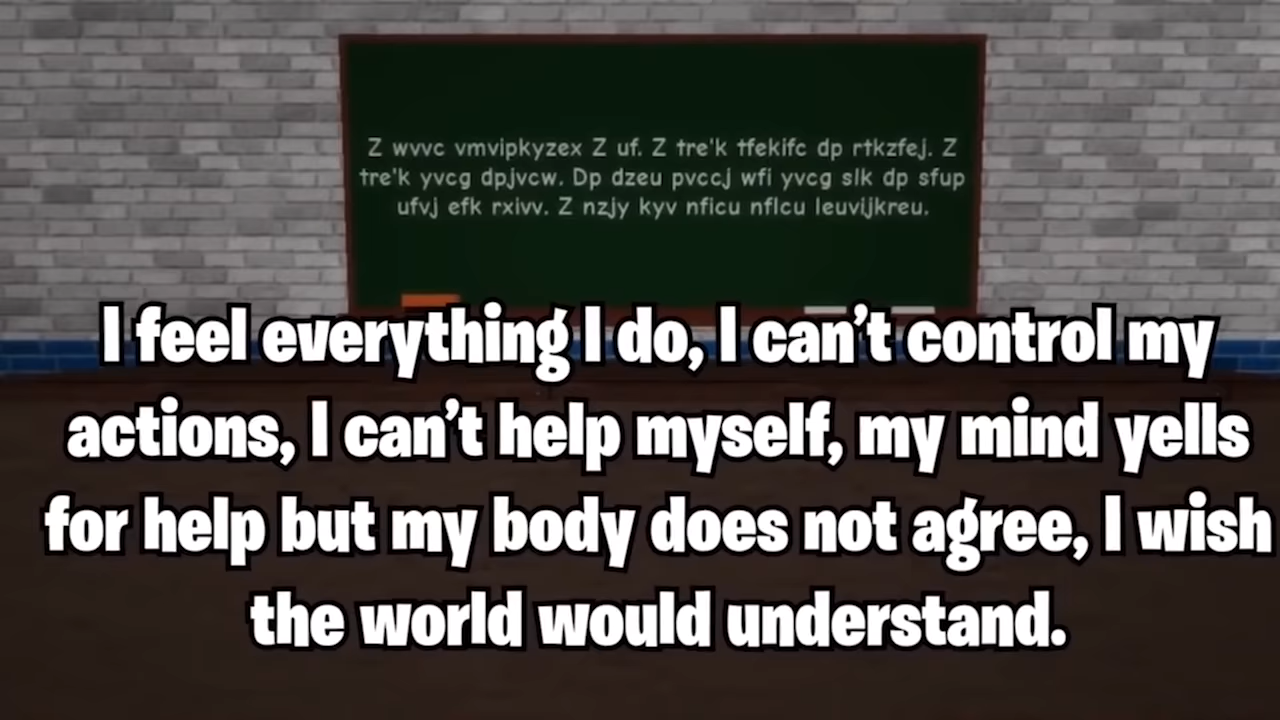 Z wvvc vmvipkyzex Z uf. Z tre'k tfekifc dp rtkzfej. Z
tre'k yvcg dpjvcw. Dp dzeu pvccj wfi yvcg slk dp sfup
ufvj efk rxivv. Z nzjy kyv nficu nflcu leuvijkreu.
I feel everything I do, I can’t control my
actions, I can’t help myself, my mind yells
for help but my body does not agree, I wish
the world would understand.